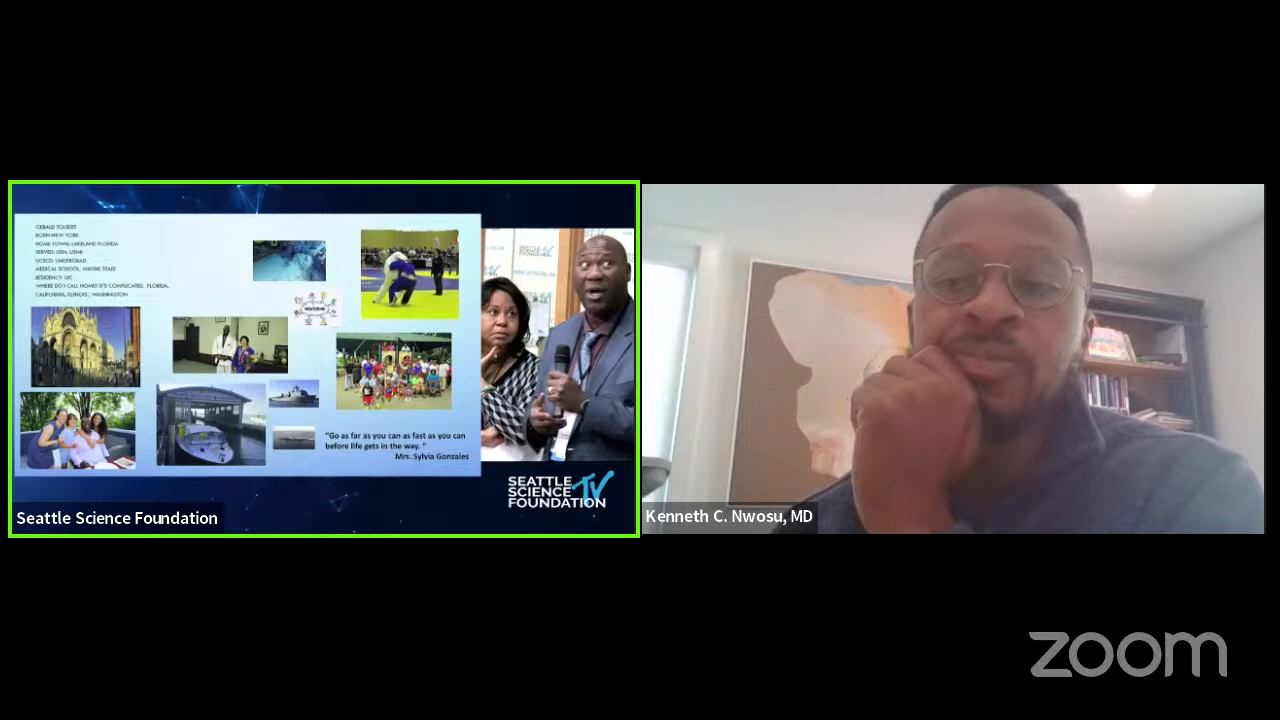 GERALD TOLBERT
BORN NEW YORK
HOME TOWN: LAKELAND FLORIDA
SERVED: USN, USNR
UCSCD: UNDERGRAD
MEDICAL SCHOOL: WAYNE STATE
RESIDENCY: UIC
WHERE DO I CALL HOME? IT'S COMPLICATED. FLORIDA,
CALIFORNIA, ILLINOIS, WASHINGTON
"Go as far as you can as fast as you can
before life gets in the way. "
Mrs. Sylvia Gonzales
SEATTLE
SCIENCE TV
FOUNDATION
Seattle Science Foundation
Kenneth C. Nwosu, MD
zoom